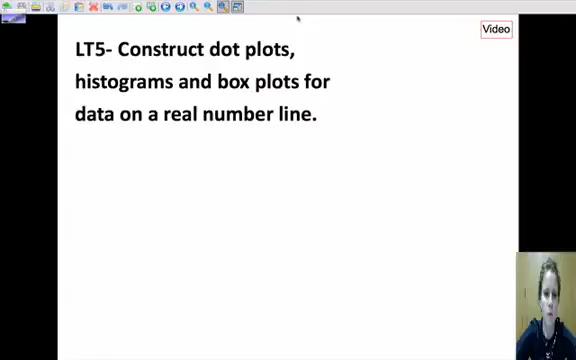 Video
LT5- Construct dot plots,
histograms and box plots for
data on a real number line.